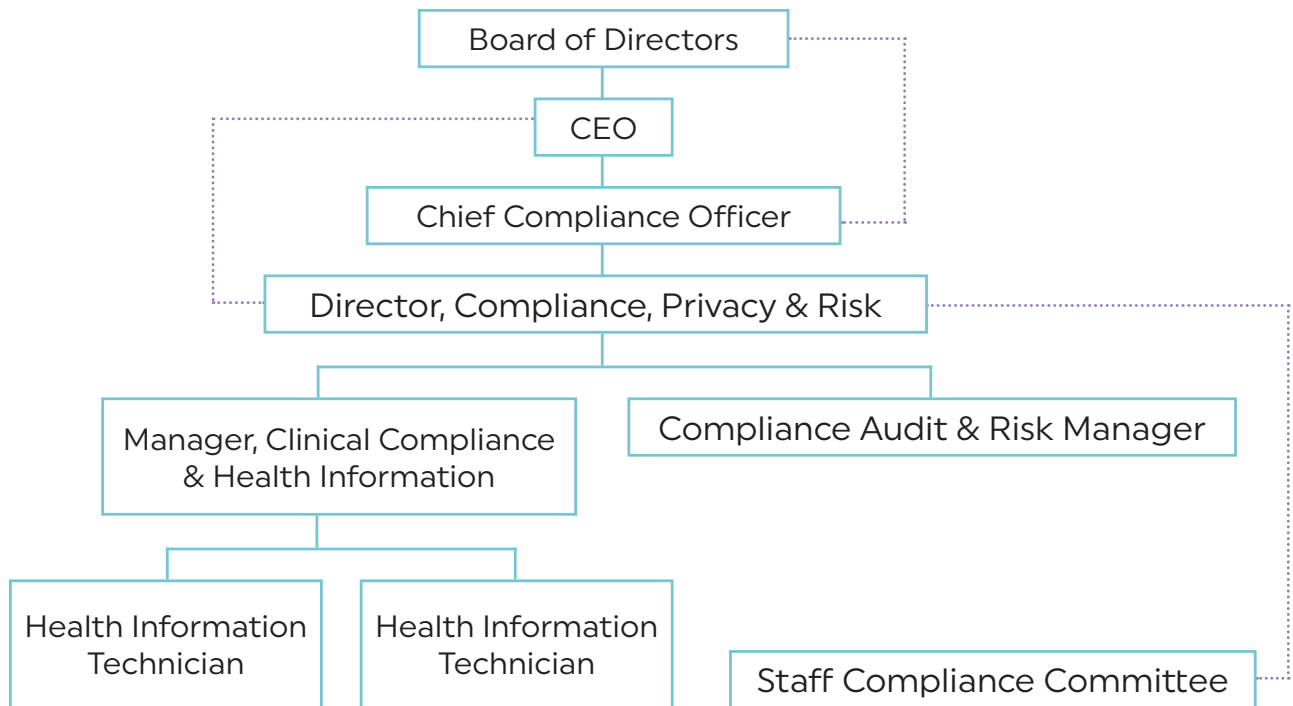 Board of Directors
CEO
Chief Compliance Officer
Director, Compliance, Privacy & Risk
Manager, Clinical Compliance
& Health Information
Compliance Audit & Risk Manager
Health Information
Technician
Health Information
Technician
Staff Compliance Committee